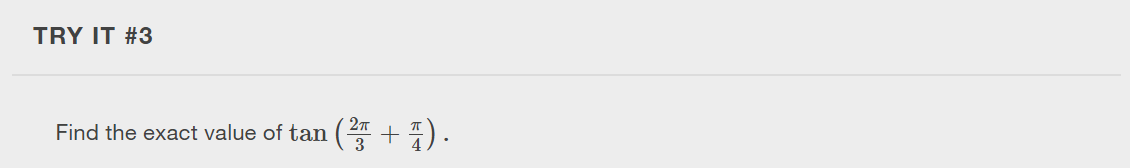 TRY IT #3
Find the exact value of tan (2π/3 + π/4).